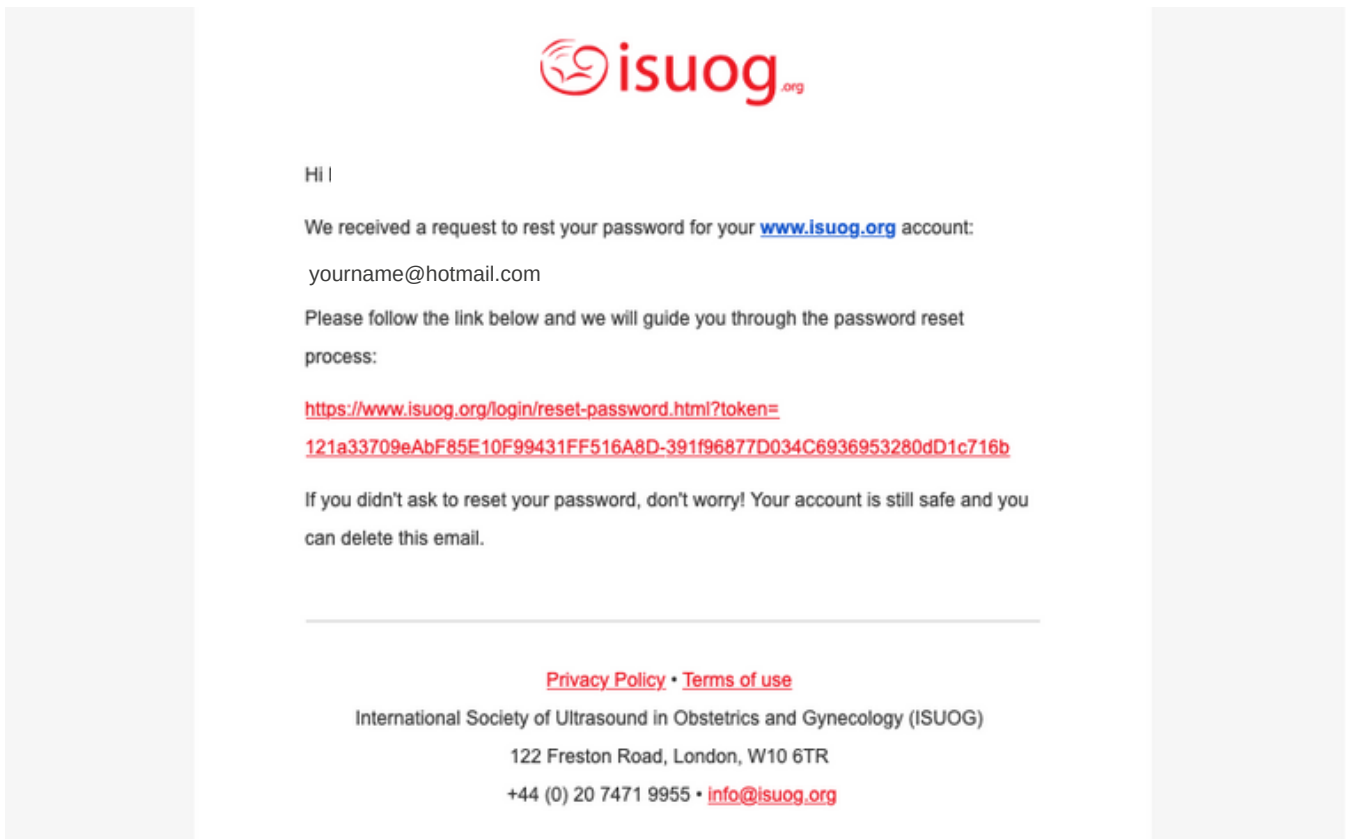 isuog.org
Hi
We received a request to rest your password for your www.isuog.org account:
yourname@hotmail.com
Please follow the link below and we will guide you through the password reset
process:
https://www.isuog.org/login/reset-password.html?token=
121a33709eAbF85E10F99431FF516A8D-391f96877D034C6936953280dD1c716b
If you didn't ask to reset your password, don't worry! Your account is still safe and you
can delete this email.
Privacy Policy • Terms of use
International Society of Ultrasound in Obstetrics and Gynecology (ISUOG)
122 Freston Road, London, W10 6TR
+44 (0) 20 7471 9955 • info@isuog.org